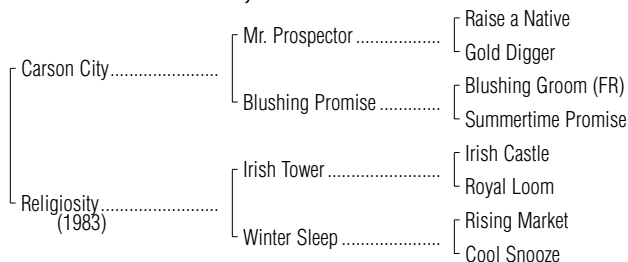 Raise a Native
Mr. Prospector ..................
Gold Digger
Carson City.......................
Blushing Groom (FR)
Blushing Promise .............
Summertime Promise
Irish Castle
Irish Tower ........................
Royal Loom
Religiosity.........................
(1983)
Rising Market
Winter Sleep .....................
Cool Snooze